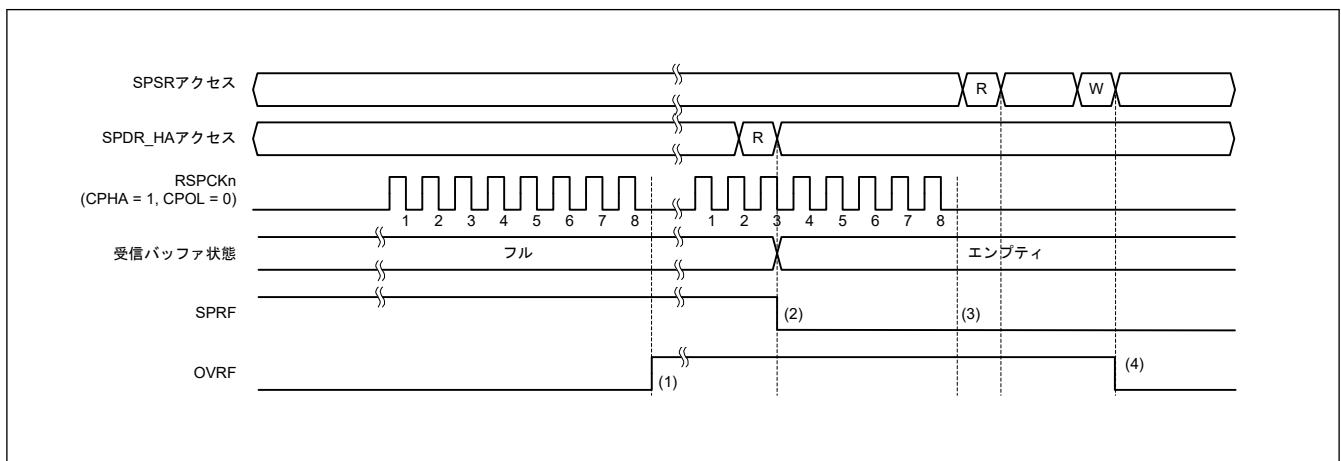 SPSRアクセス
R
W
SPDR_HAアクセス
R
RSPCKn
(CPHA = 1, CPOL = 0)
1 2 3 4 5 6 7 8 1 2 3 4 5 6 7 8
受信バッファ状態
フル
エンプティ
SPRF
(2)
(3)
OVRF
(1)
(4)